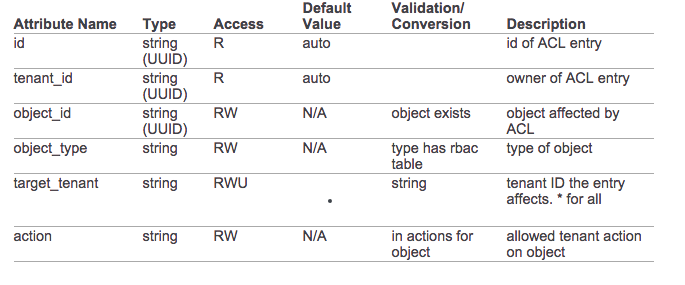 Attribute Name Type Access Default Value Validation/ Conversion Description
id string (UUID) R auto id of ACL entry
tenant_id string (UUID) R auto owner of ACL entry
object_id string (UUID) RW N/A object exists object affected by ACL
object_type string RW N/A type has rbac table type of object
target_tenant string RWU • string tenant ID the entry affects. * for all
action string RW N/A in actions for object allowed tenant action on object